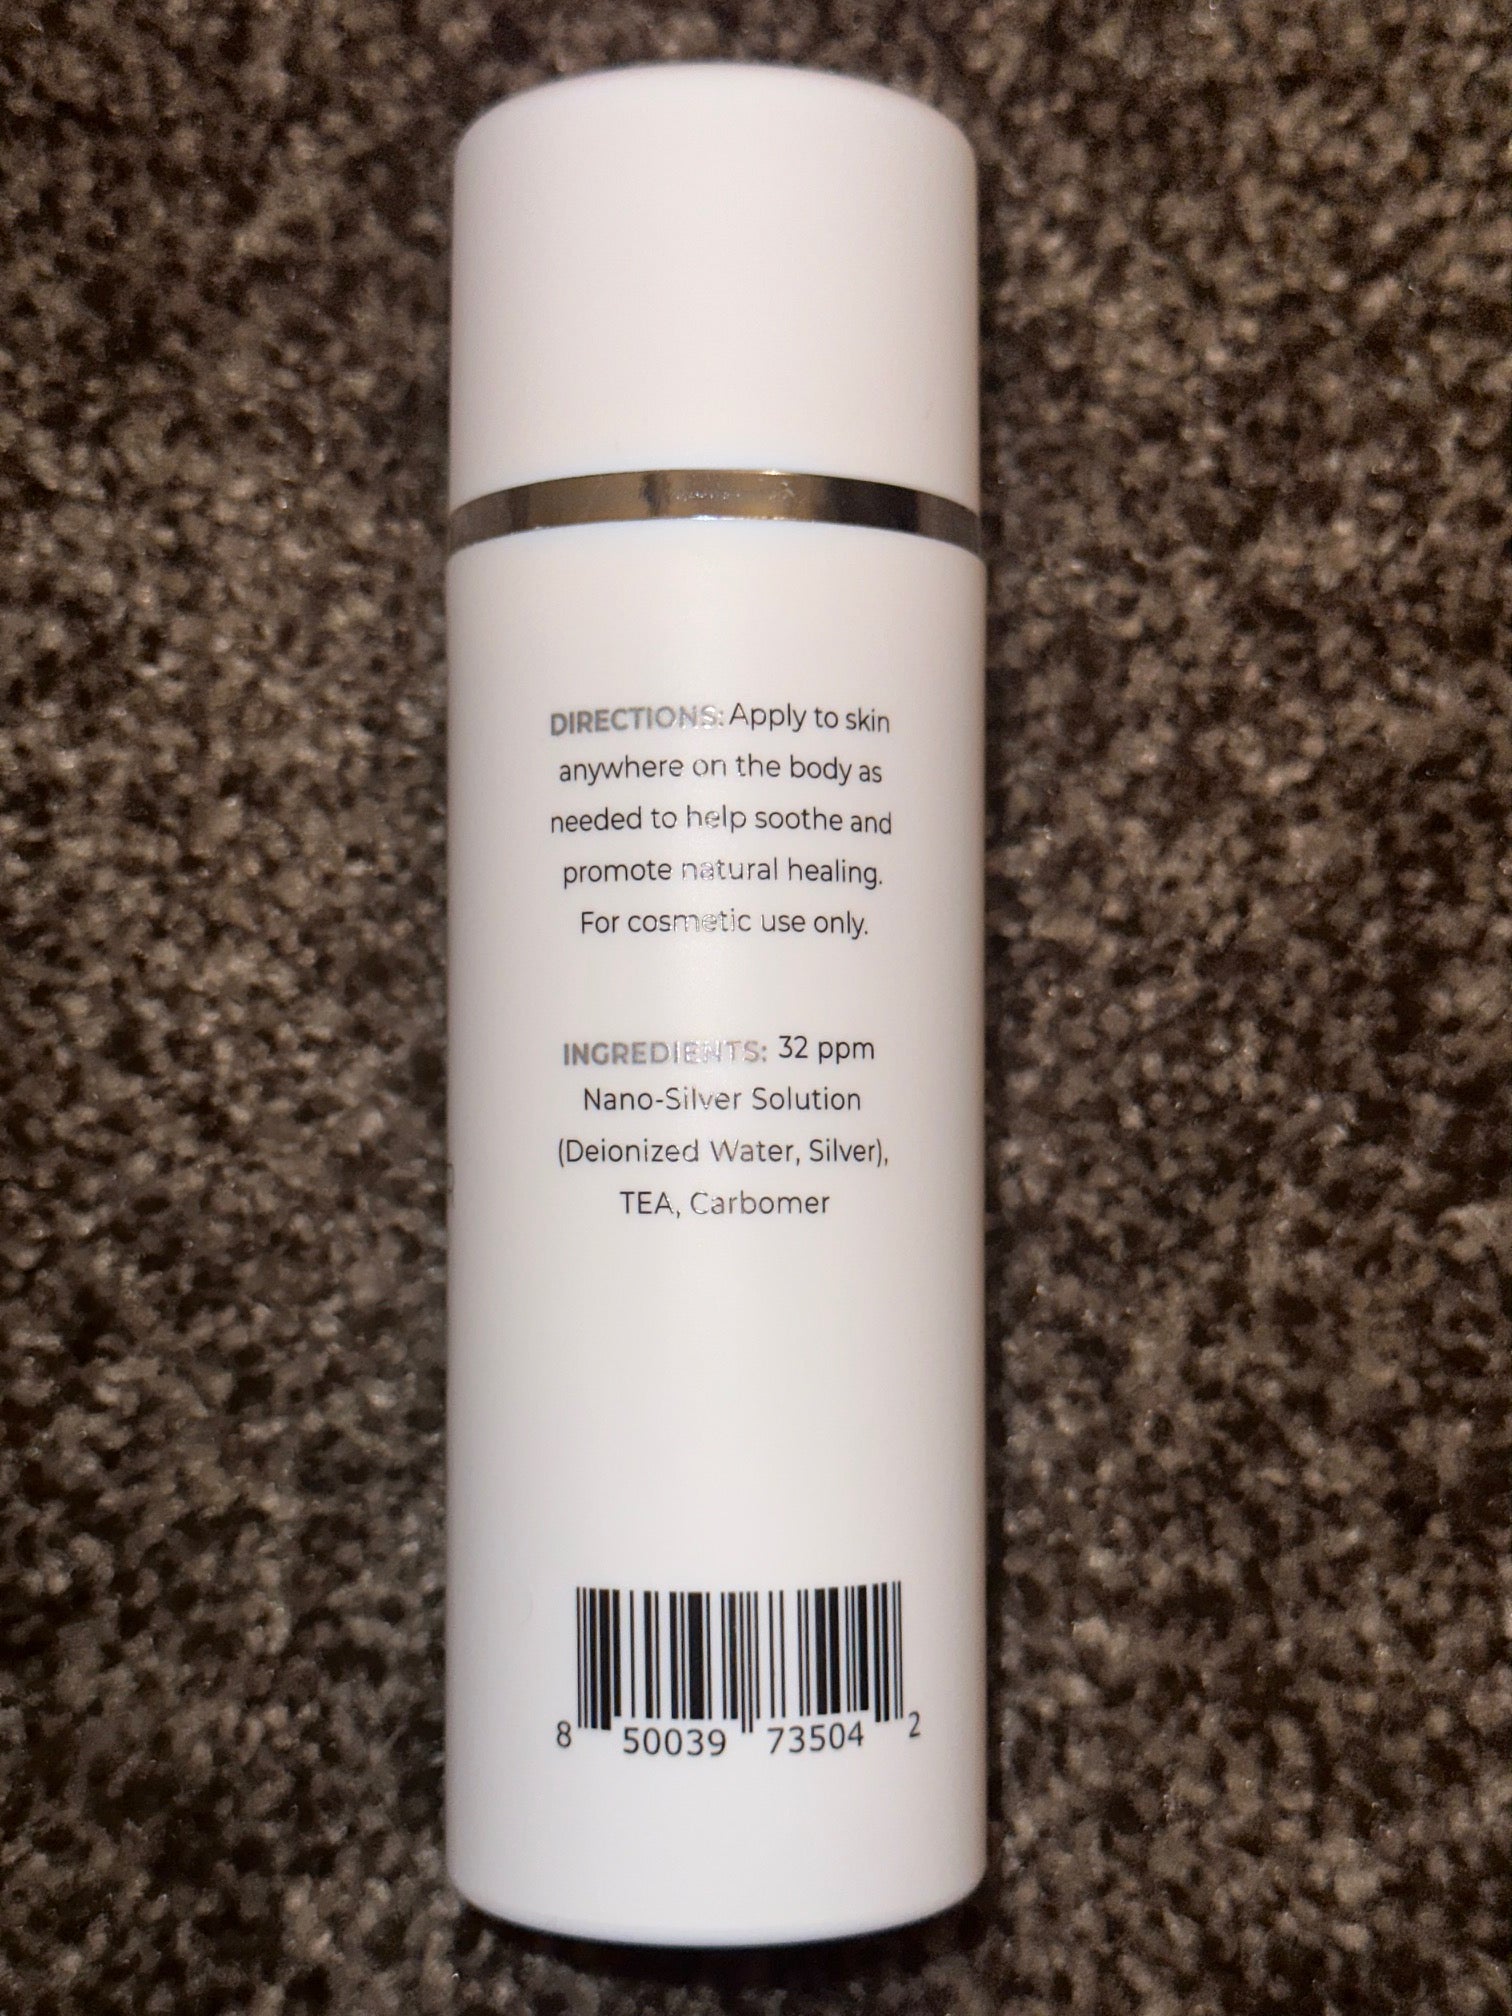 DIRECTIONS: Apply to skin
anywhere on the body as
needed to help soothe and
promote natural healing.
For cosmetic use only.
INGREDIENTS: 32 ppm
Nano-Silver Solution
(Deionized Water, Silver),
TEA, Carbomer
8 50039 73504 2